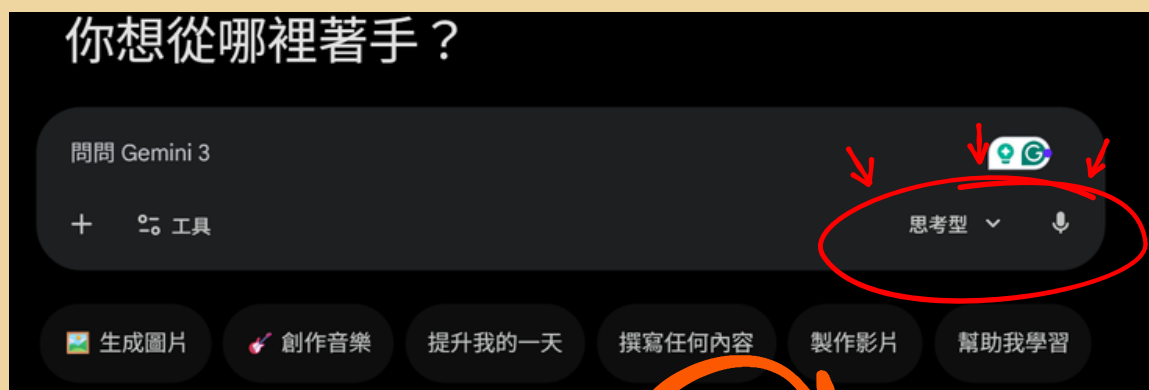 你想從哪裡著手？
問問 Gemini 3
工具
思考型
生成圖片
創作音樂
提升我的一天
撰寫任何內容
製作影片
幫助我學習